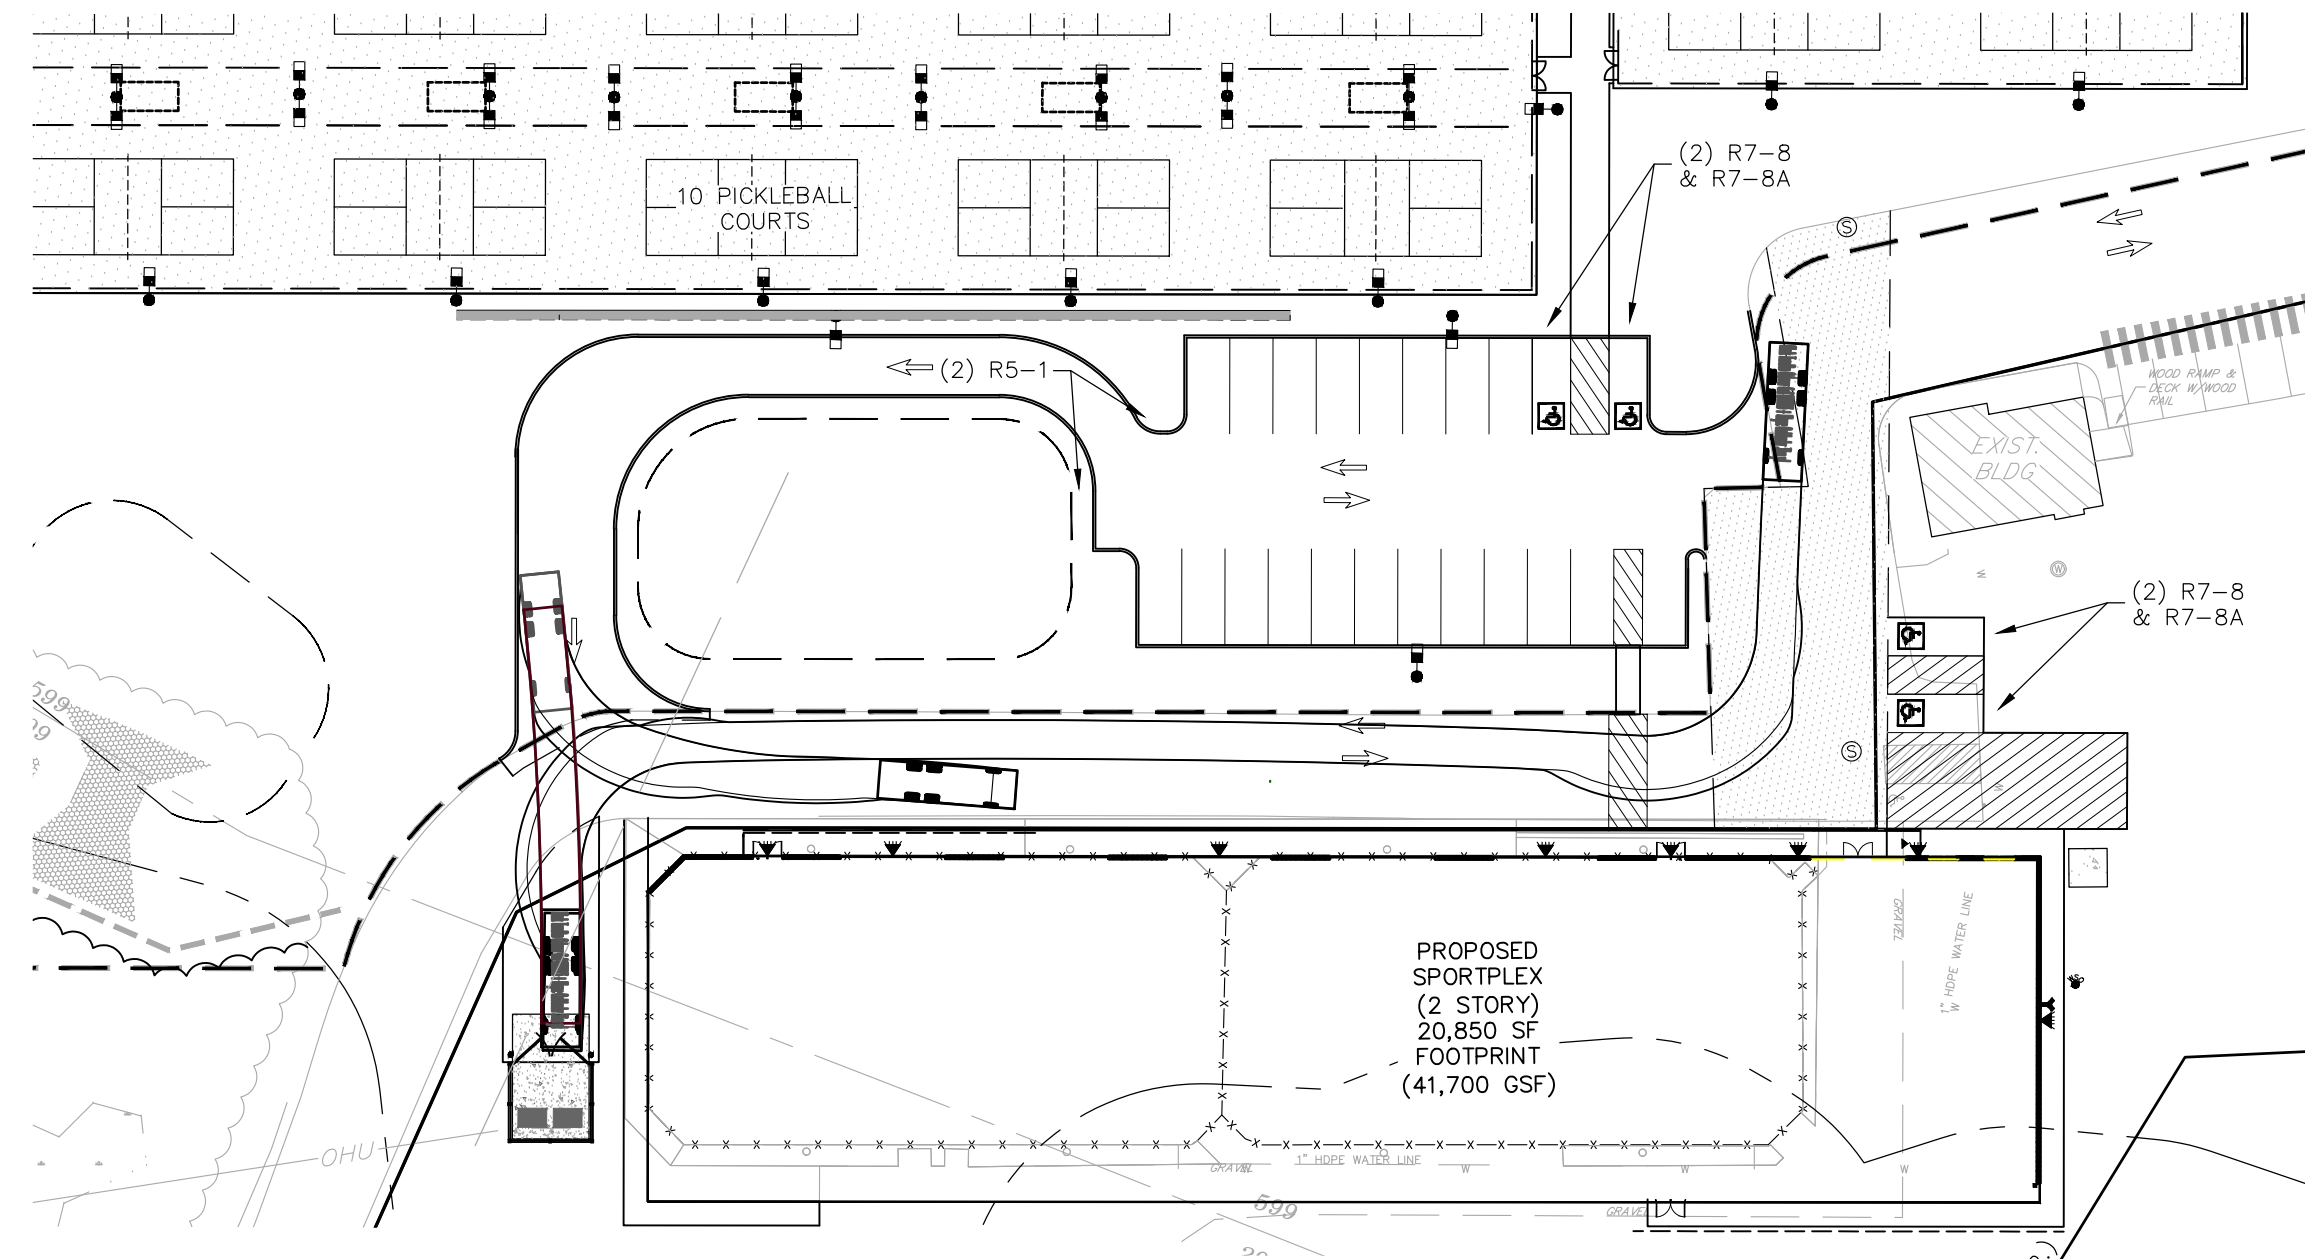 (2) R7-8
& R7-8A
10 PICKLEBALL
COURTS
S
(2) R5-1
WOOD RAMP &
DECK W/WOOD
RAIL
EXIST.
BLDG
W
W
(2) R7-8
& R7-8A
599
S
W
PROPOSED
SPORTPLEX
(2 STORY)
20,850 SF
FOOTPRINT
(41,700 GSF)
GRAVEL
1" HDPE WATER LINE
W
OHU
GRAVEL
W
1" HDPE WATER LINE
W
W
W
599
GRAVEL